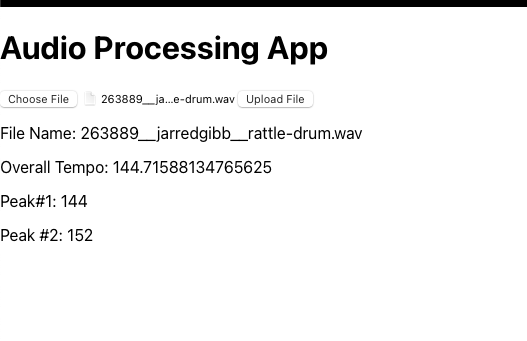 Audio Processing App
Choose File 263889__ja...e-drum.wav Upload File
File Name: 263889__jarredgibb__rattle-drum.wav
Overall Tempo: 144.71588134765625
Peak#1: 144
Peak #2: 152